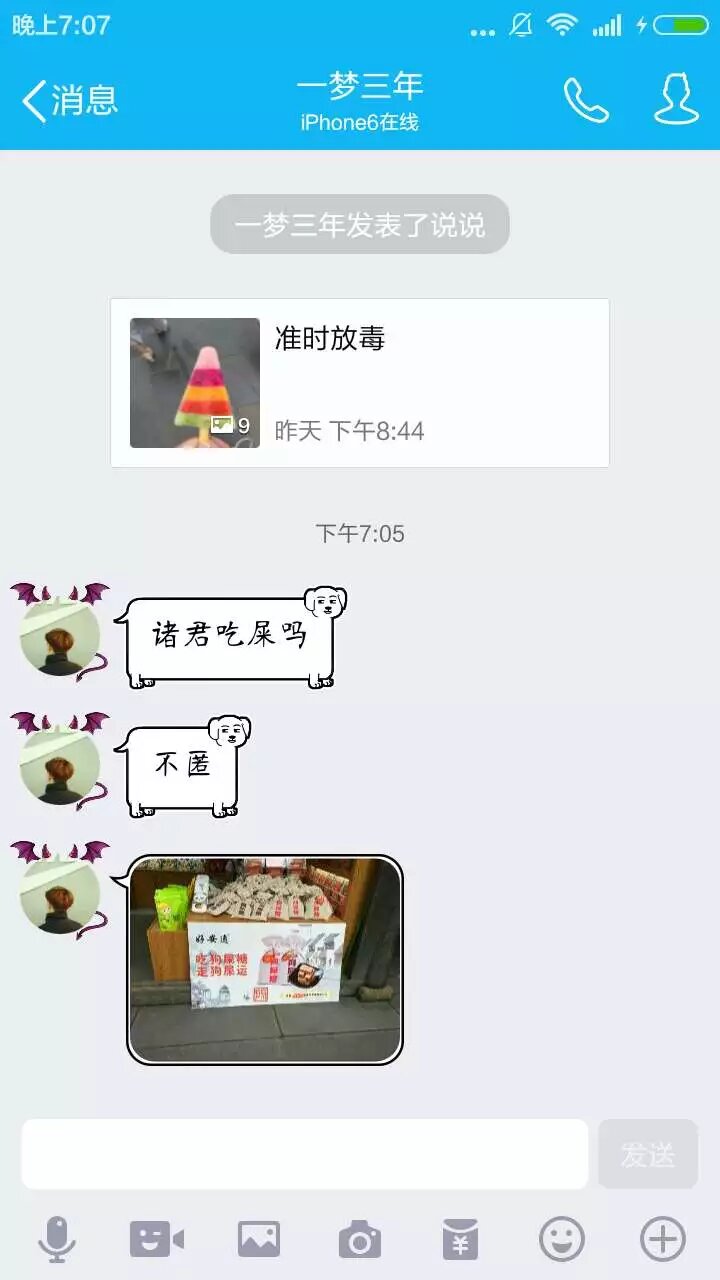 晚上7:07
消息
一梦三年
iPhone6在线
一梦三年发表了说说
准时放毒
9
昨天 下午8:44
下午7:05
诸君吃屎吗
不匿
吃狗屎糖
走狗屎运
发送